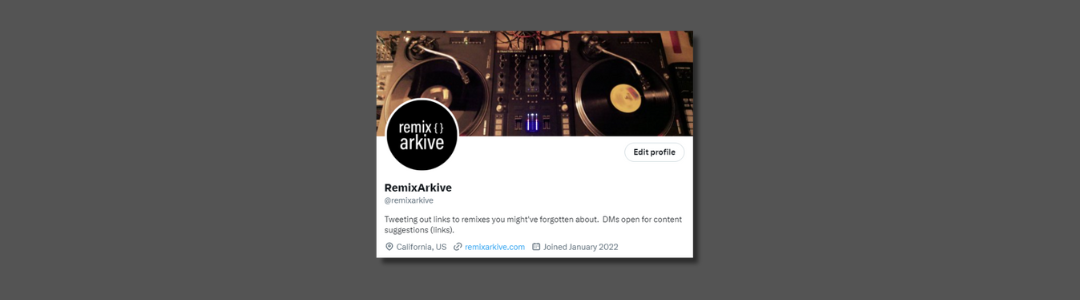 remix {}
arkive
Edit profile
RemixArkive
@remixarkive
Tweeting out links to remixes you might've forgotten about. DMs open for content
suggestions (links).
California, US remixarkive.com Joined January 2022